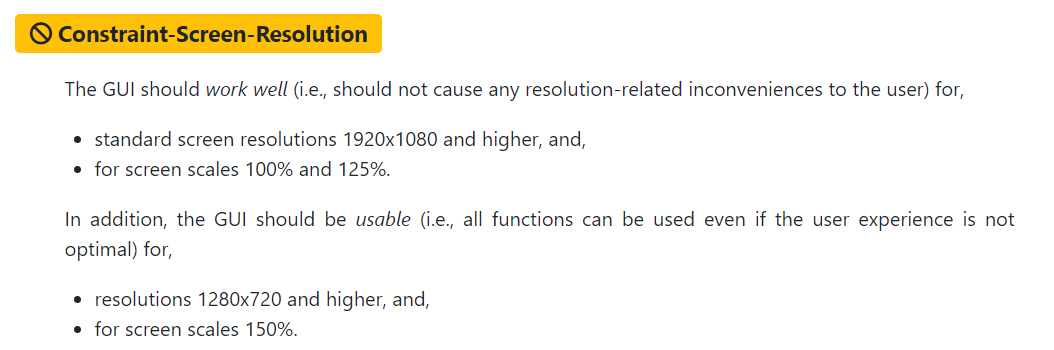 Constraint-Screen-Resolution
The GUI should work well (i.e., should not cause any resolution-related inconveniences to the user) for,
• standard screen resolutions 1920x1080 and higher, and,
• for screen scales 100% and 125%.
In addition, the GUI should be usable (i.e., all functions can be used even if the user experience is not
optimal) for,
• resolutions 1280x720 and higher, and,
• for screen scales 150%.